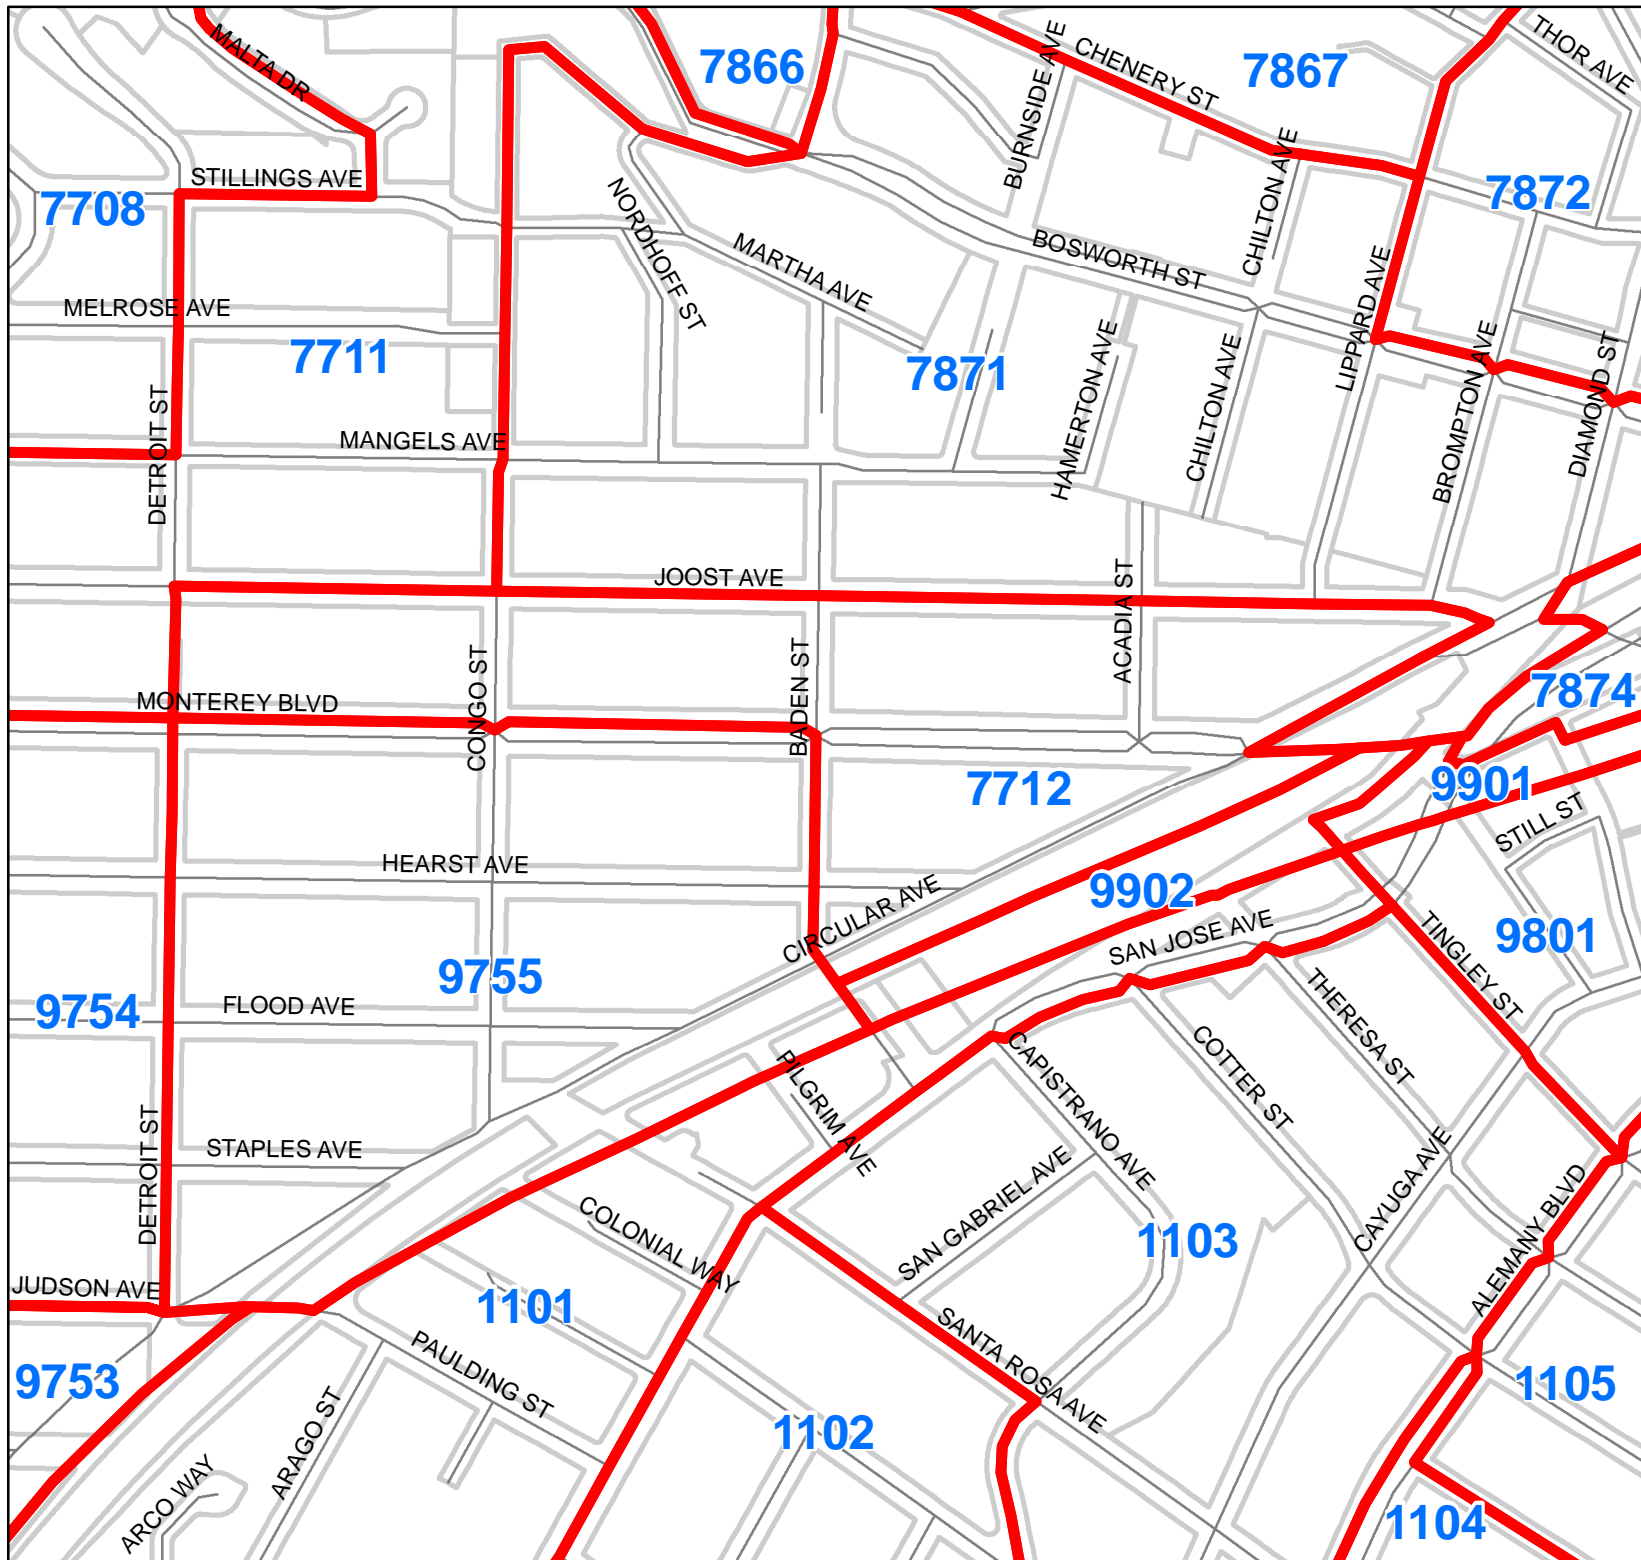 MALTA DR
7866
BURNSIDE AVE
CHENERY ST
7867
THOR AVE
STILLINGS AVE
7708
NORDHOFF ST
MARTHA AVE
BOSWORTH ST
CHILTON AVE
7872
MELROSE AVE
7711
7871
HAMERTON AVE
CHILTON AVE
LIPPARD AVE
BROMPTON AVE
DIAMOND ST
DETROIT ST
MANGELS AVE
JOOST AVE
ACADIA ST
MONTEREY BLVD
CONGO ST
BADEN ST
7874
7712
9901
STILL ST
HEARST AVE
CIRCULAR AVE
9902
SAN JOSE AVE
TINGLEY ST
9801
9755
9754
FLOOD AVE
THERESA ST
COTTER ST
CAPISTRANO AVE
PILGRIM AVE
DETROIT ST
STAPLES AVE
SAN GABRIEL AVE
CAYUGA AVE
ALEMANY BLVD
COLONIAL WAY
1103
JUDSON AVE
1101
SANTA ROSA AVE
9753
PAULDING ST
ARAGO ST
1102
1105
ARCO WAY
1104